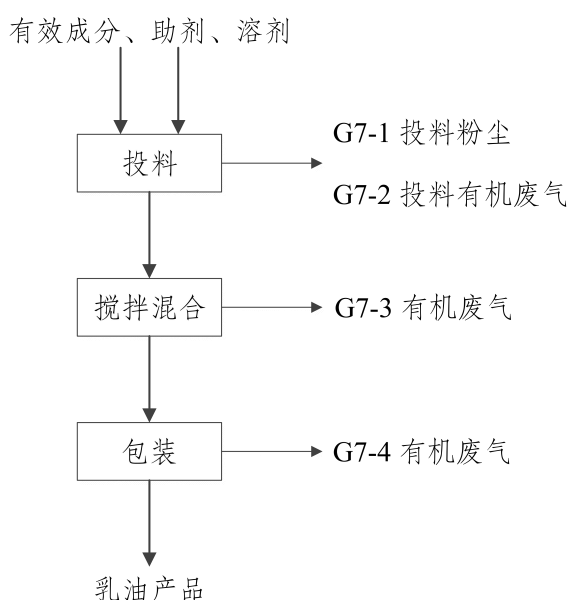 有效成分、助剂、溶剂
G7-1 投料粉尘
投料
G7-2 投料有机废气
搅拌混合
G7-3 有机废气
包装
G7-4 有机废气
乳油产品